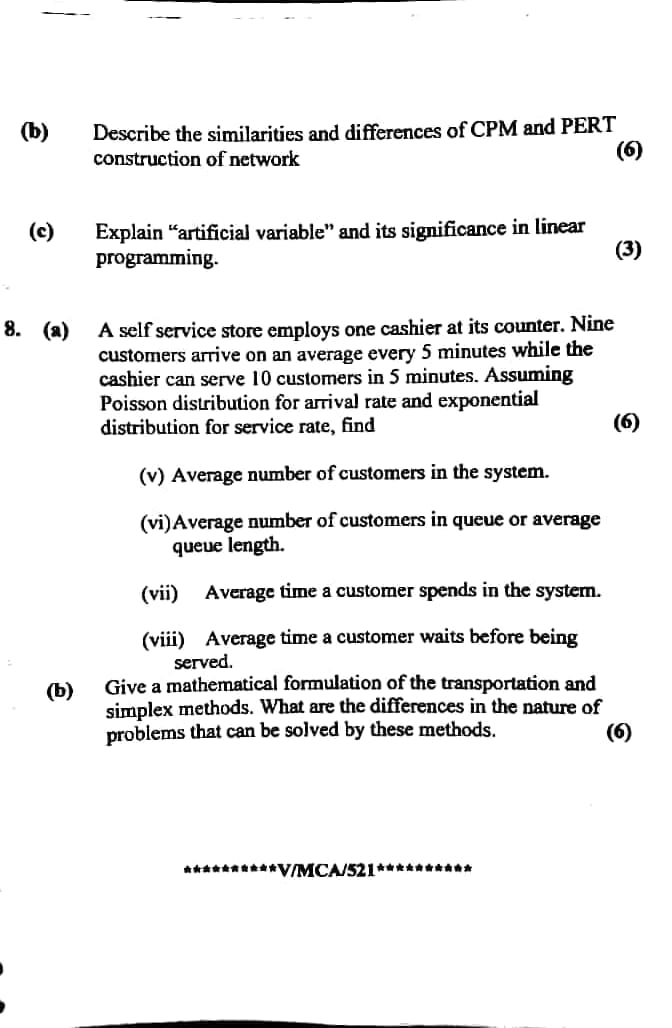 (b) Describe the similarities and differences of CPM and PERT
construction of network (6)
(c) Explain “artificial variable” and its significance in linear
programming. (3)
8. (a) A self service store employs one cashier at its counter. Nine
customers arrive on an average every 5 minutes while the
cashier can serve 10 customers in 5 minutes. Assuming
Poisson distribution for arrival rate and exponential
distribution for service rate, find (6)
(v) Average number of customers in the system.
(vi) Average number of customers in queue or average
queue length.
(vii) Average time a customer spends in the system.
(viii) Average time a customer waits before being
served.
(b) Give a mathematical formulation of the transportation and
simplex methods. What are the differences in the nature of
problems that can be solved by these methods. (6)
**********V/MCA/521**********